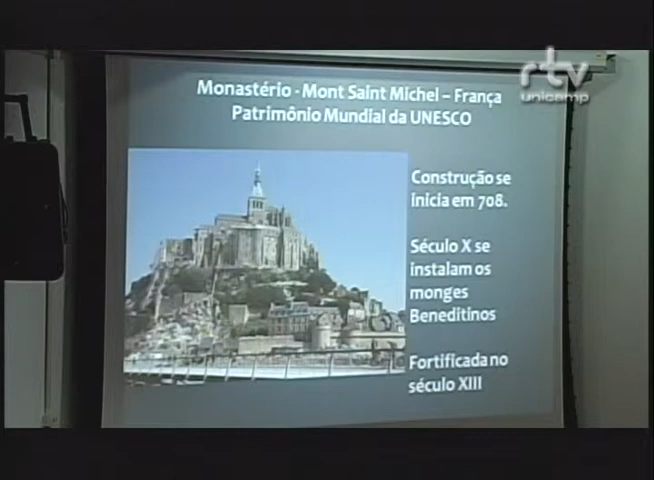 rtv
unicamp
Monastério - Mont Saint Michel – França
Patrimônio Mundial da UNESCO
Construção se
inicia em 708.
Século X se
instalam os
monges
Beneditinos
Fortificada no
século XIII